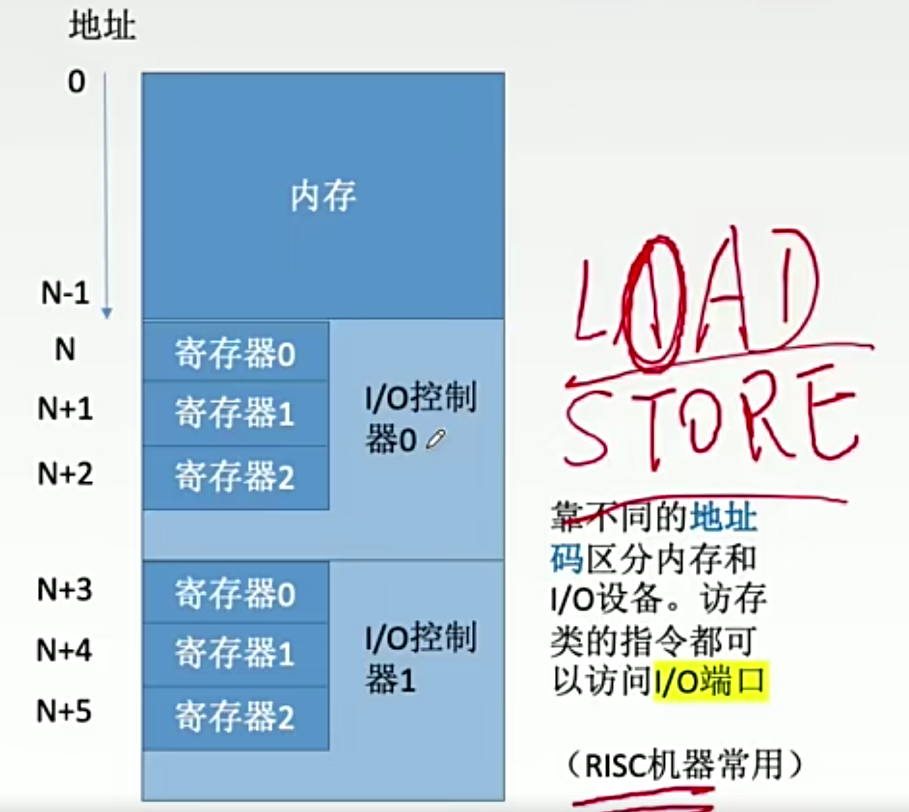 地址
0
内存
N-1
N
寄存器0
N+1
寄存器1
I/O控制
器0
N+2
寄存器2
LOAD
STORE
靠不同的地址
码区分内存和
I/O设备。访存
类的指令都可
以访问I/O端口
N+3
寄存器0
N+4
寄存器1
I/O控制
器1
N+5
寄存器2
（RISC机器常用）